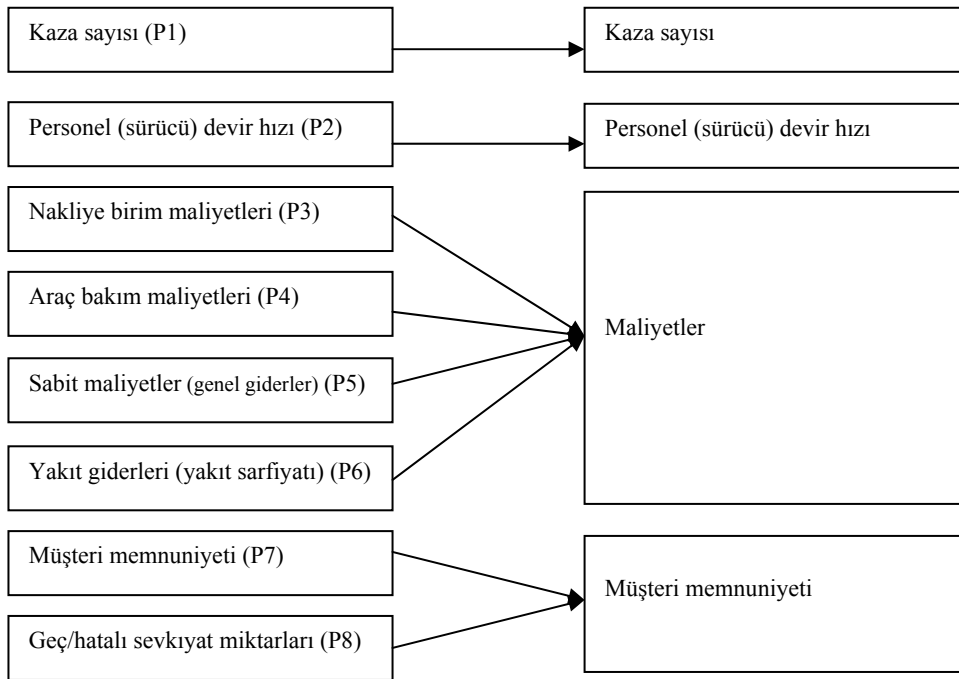 Kaza sayısı (P1)
Kaza sayısı
Personel (sürücü) devir hızı (P2)
Personel (sürücü) devir hızı
Nakliye birim maliyetleri (P3)
Araç bakım maliyetleri (P4)
Maliyetler
Sabit maliyetler (genel giderler) (P5)
Yakıt giderleri (yakıt sarfiyatı) (P6)
Müşteri memnuniyeti (P7)
Müşteri memnuniyeti
Geç/hatalı sevkıyat miktarları (P8)